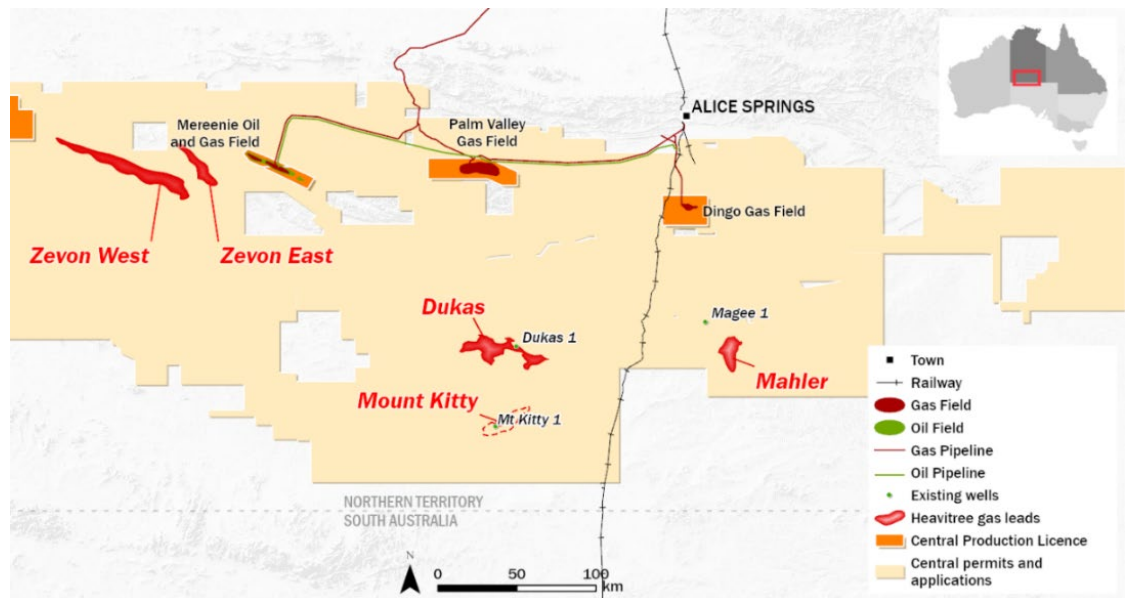 ALICE SPRINGS
Mereenie Oil
and Gas Field
Palm Valley
Gas Field
Dingo Gas Field
Zevon West
Zevon East
Dukas
Dukas 1
Magee 1
Mahler
Mount Kitty
Mt Kitty 1
NORTHERN TERRITORY
SOUTH AUSTRALIA
N
0 50 100
km
Town
Railway
Gas Field
Oil Field
Gas Pipeline
Oil Pipeline
Existing wells
Heavitree gas leads
Central Production Licence
Central permits and
applications